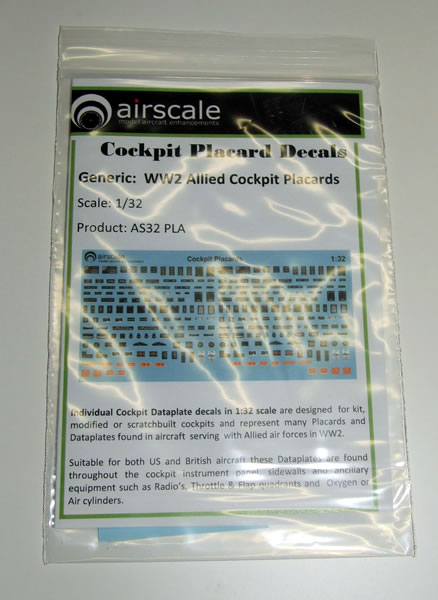 airscale
model aircraft enhancements
Cockpit Placard Decals
Generic: WW2 Allied Cockpit Placards
Scale: 1/32
Product: AS32 PLA
airscale
Cockpit Placards
1:32
Individual Cockpit Dataplate decals in 1:32 scale are designed for kit,
modified or scratchbuilt cockpits and represent many Placards and
Dataplates found in aircraft serving with Allied air forces in WW2.
Suitable for both US and British aircraft these Dataplates are found
throughout the cockpit instrument panel, sidewalls and ancillary
equipment such as Radio's, Throttle & Flap quadrants and Oxygen or
Air cylinders.